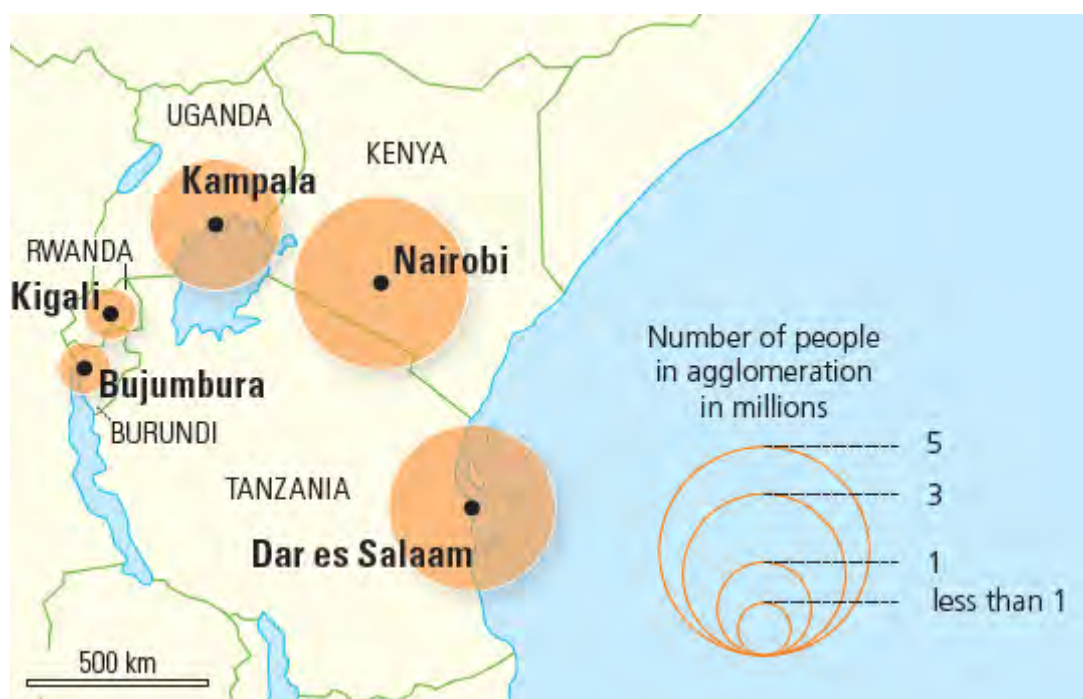 UGANDA
Kampala
KENYA
RWANDA
Nairobi
Kigali
Bujumbura
BURUNDI
TANZANIA
Dar es Salaam
500 km
Number of people
in agglomeration
in millions
5
3
1
less than 1